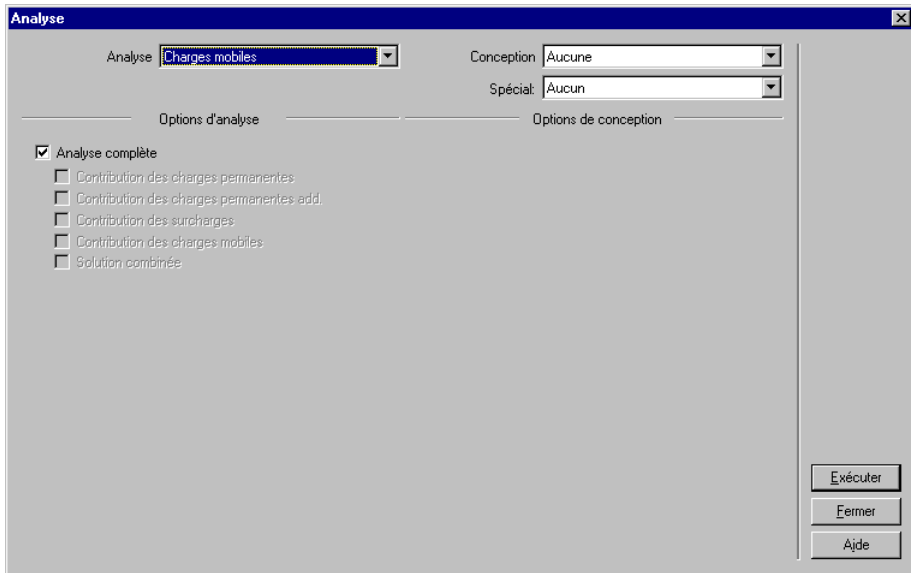 Analyse
Analyse Charges mobiles
Conception Aucune
Spécial: Aucun
Options d'analyse
Options de conception
Analyse complète
Contribution des charges permanentes
Contribution des charges permanentes add.
Contribution des surcharges
Contribution des charges mobiles
Solution combinée
Exécuter
Fermer
Aide